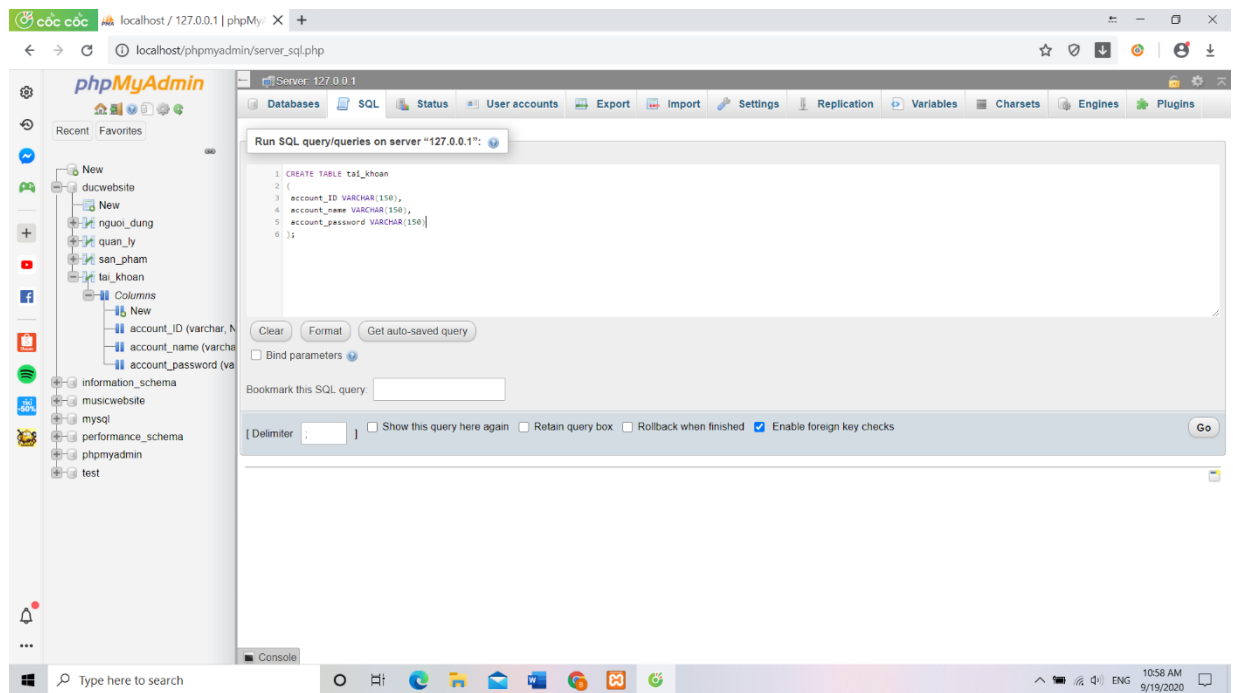 cốc cốc localhost / 127.0.0.1 | phpMy
localhost/phpmyadmin/server_sql.php
phpMyAdmin
Recent Favorites
New
ducwebsite
New
nguoi_dung
quan_ly
san_pham
tai_khoan
Columns
New
account_ID (varchar, N
account_name (varcha
account_password (va
information_schema
musicwebsite
mysql
performance_schema
phpmyadmin
test
Server: 127.0.0.1
Databases SQL Status User accounts Export Import Settings Replication Variables Charsets Engines Plugins
Run SQL query/queries on server “127.0.0.1”:
1 CREATE TABLE tai_khoan
2 (
3 account_ID VARCHAR(150),
4 account_name VARCHAR(150),
5 account_password VARCHAR(150)
6 );
Clear Format Get auto-saved query
Bind parameters
Bookmark this SQL query:
[ Delimiter ; ] Show this query here again Retain query box Rollback when finished Enable foreign key checks Go
Console
Type here to search
ENG
10:58 AM
9/19/2020